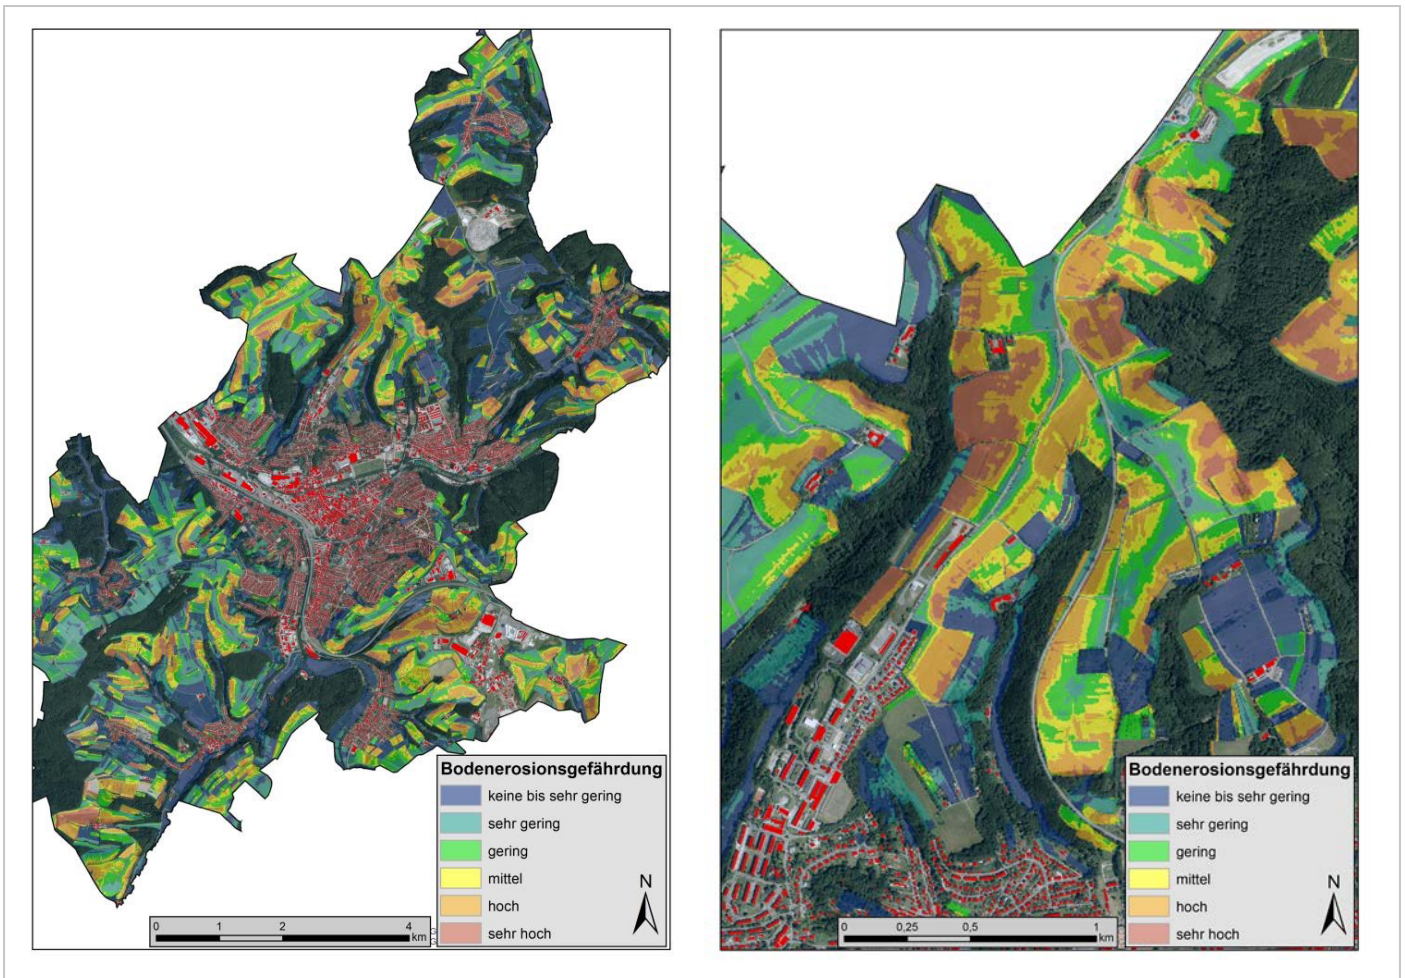 Bodenerosionsgefährdung
keine bis sehr gering
sehr gering
gering
mittel
hoch
sehr hoch
N
0 1 2 4
km
Bodenerosionsgefährdung
keine bis sehr gering
sehr gering
gering
mittel
hoch
sehr hoch
N
0 0,25 0,5 1
km